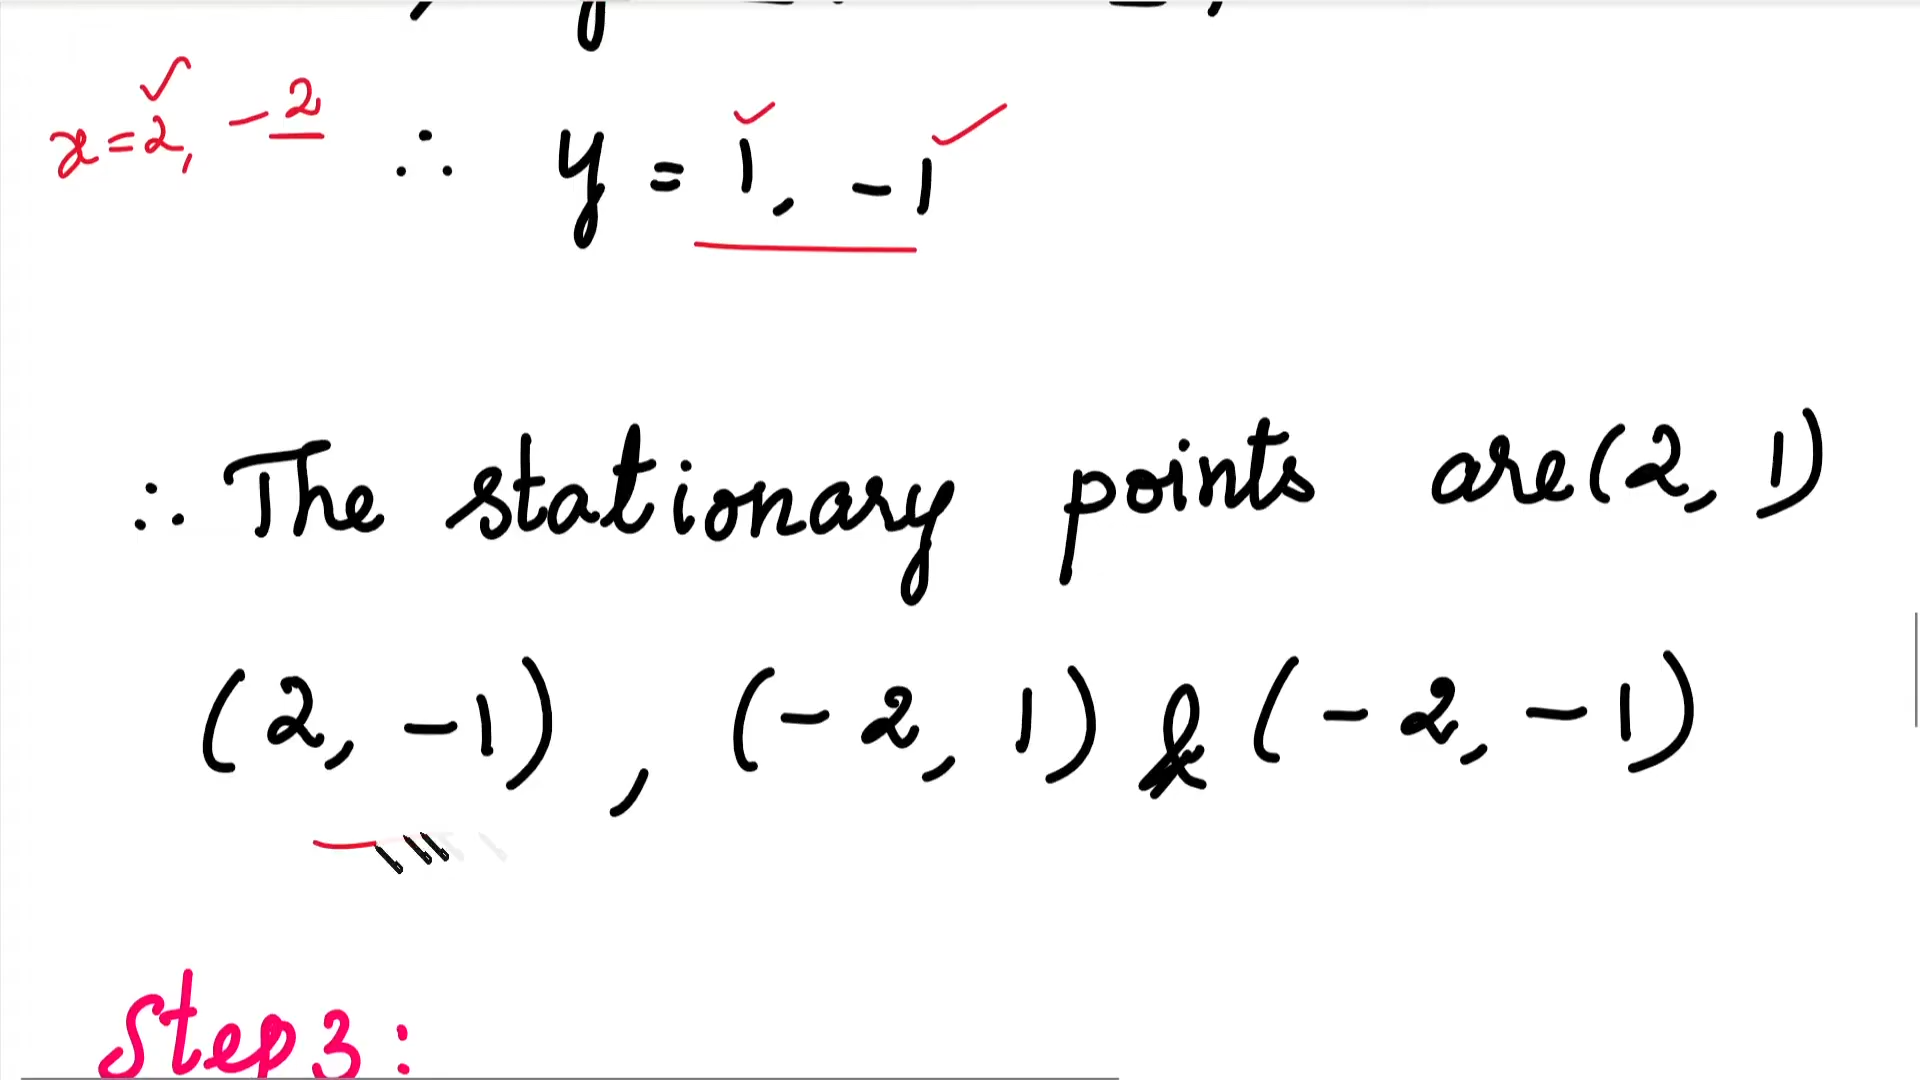 x = 2, -2
∴ y = 1, -1
∴ The stationary points are (2, 1)
(2, -1), (-2, 1) & (-2, -1)
Step 3: